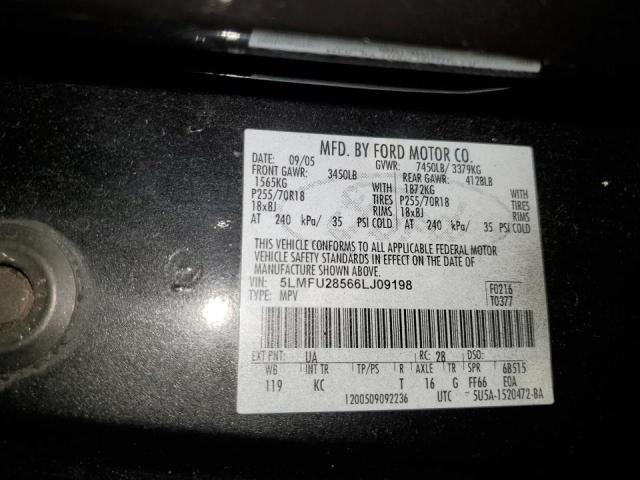 MFD. BY FORD MOTOR CO.
DATE: 09/05 GVWR: 7450LB/ 3379KG
FRONT GAWR: 3450LB REAR GAWR: 4128LB
1565KG WITH 1872KG WITH
P255/70R18 TIRES P255/70R18 TIRES
18x8J RIMS 18x8J RIMS
AT 240 kPa/ 35 PSI COLD AT 240 kPa/ 35 PSI COLD
THIS VEHICLE CONFORMS TO ALL APPLICABLE FEDERAL MOTOR
VEHICLE SAFETY STANDARDS IN EFFECT ON THE DATE OF
MANUFACTURE SHOWN ABOVE.
VIN: 5LMFU28566LJ09198 F0216
TYPE: MPV T0377
EXT PNT: UA RC: 28 DSO:
WB INT TR TP/PS R AXLE TR SPR 6B515
119 KC T 16 G FF66 E0A
1200509092236 UTC 5U5A-1520472-BA